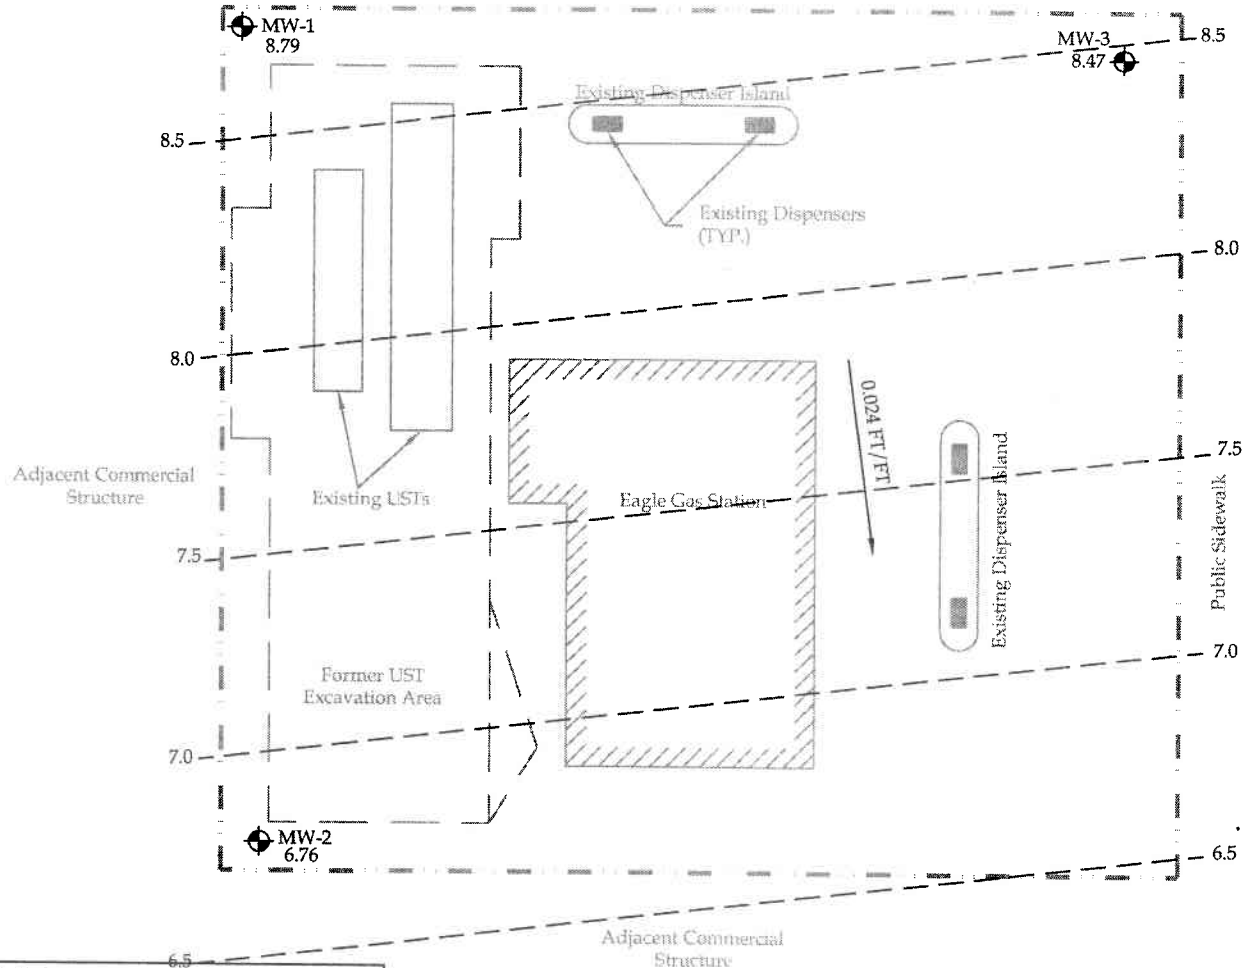 MW-1
8.79
MW-3
8.47
8.5
Existing Dispenser Island
8.5
Existing Dispensers
(TYP.)
8.0
8.0
0.024 FT/FT
Existing Dispenser Island
7.5
Public Sidewalk
Adjacent Commercial
Structure
Existing USTs
Eagle Gas Station
7.5
Former UST
Excavation Area
7.0
7.0
MW-2
6.76
6.5
Adjacent Commercial
Structure
6.5